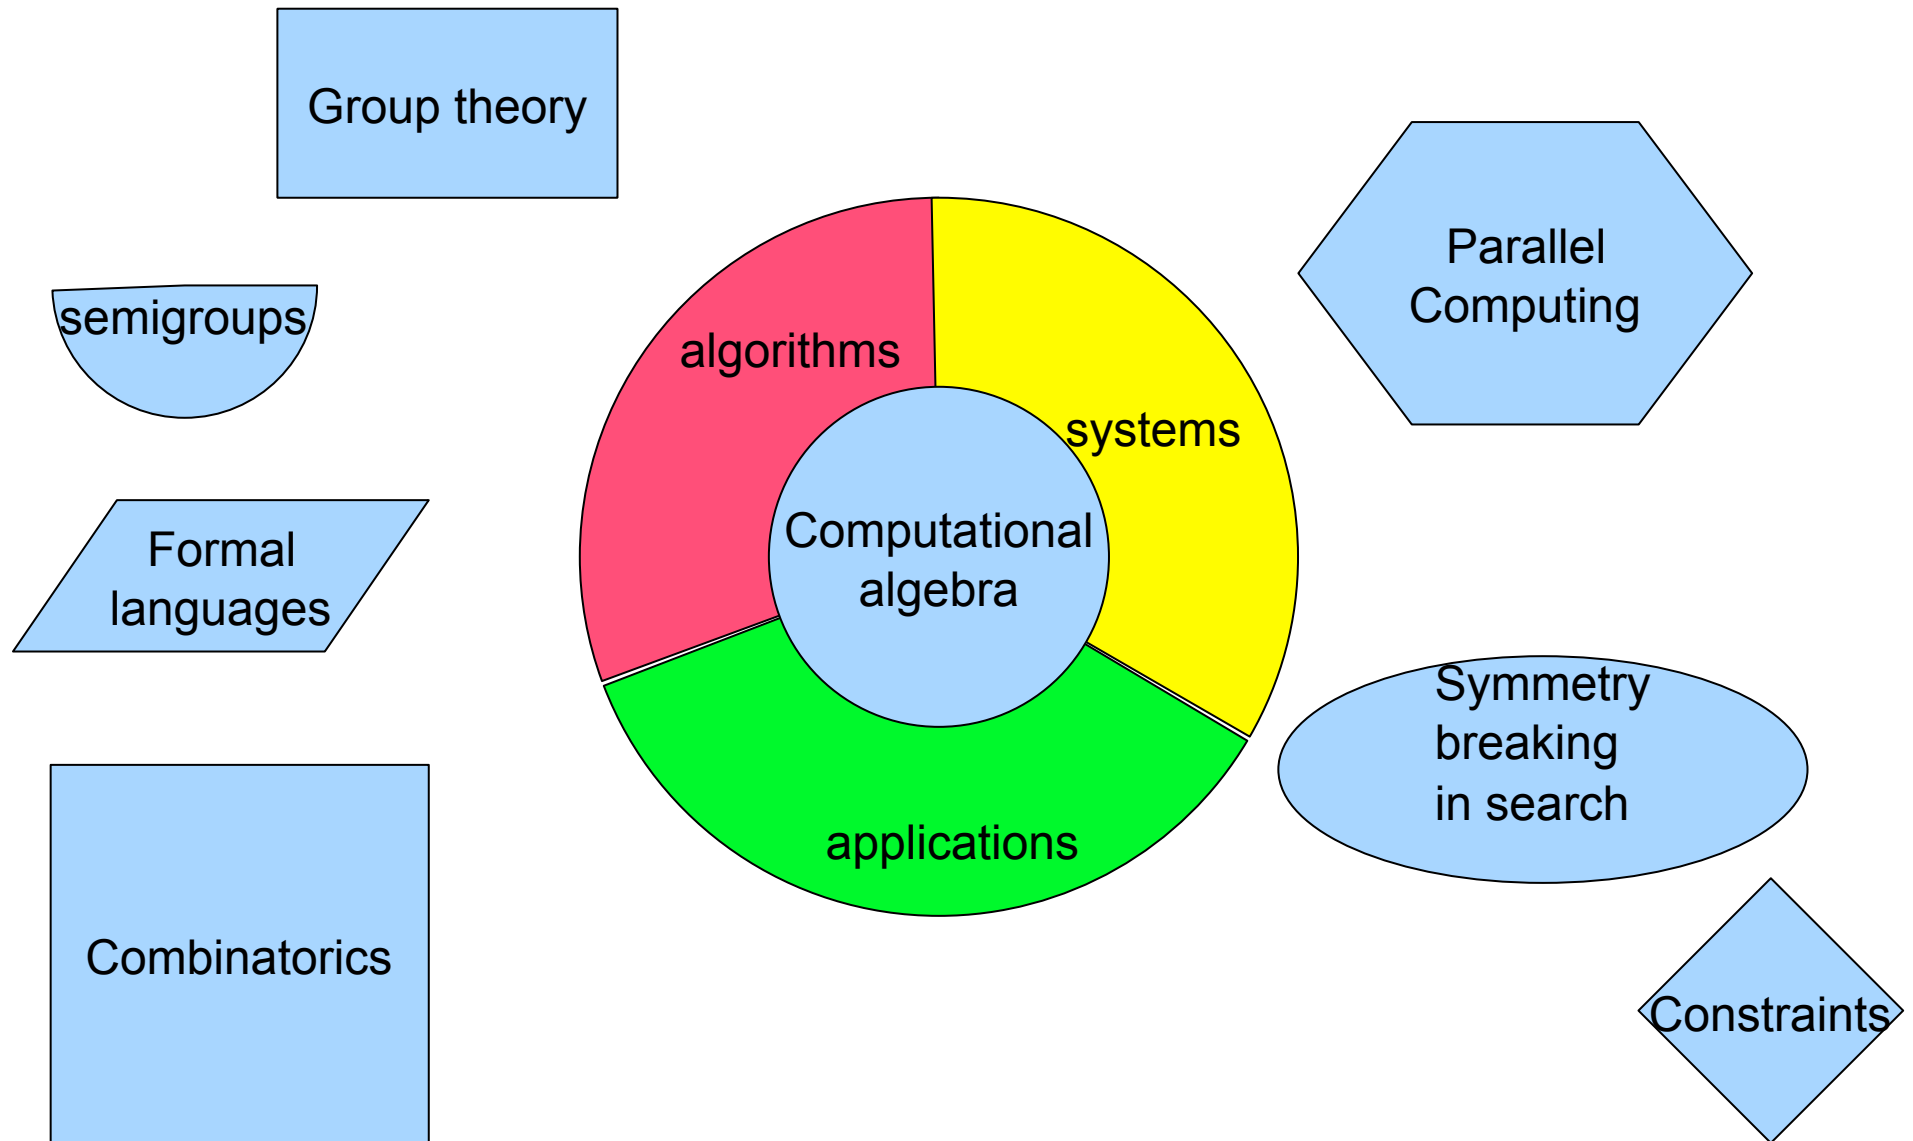 Group theory
semigroups
Formal
languages
Combinatorics
algorithms
systems
Computational
algebra
applications
Parallel
Computing
Symmetry
breaking
in search
Constraints